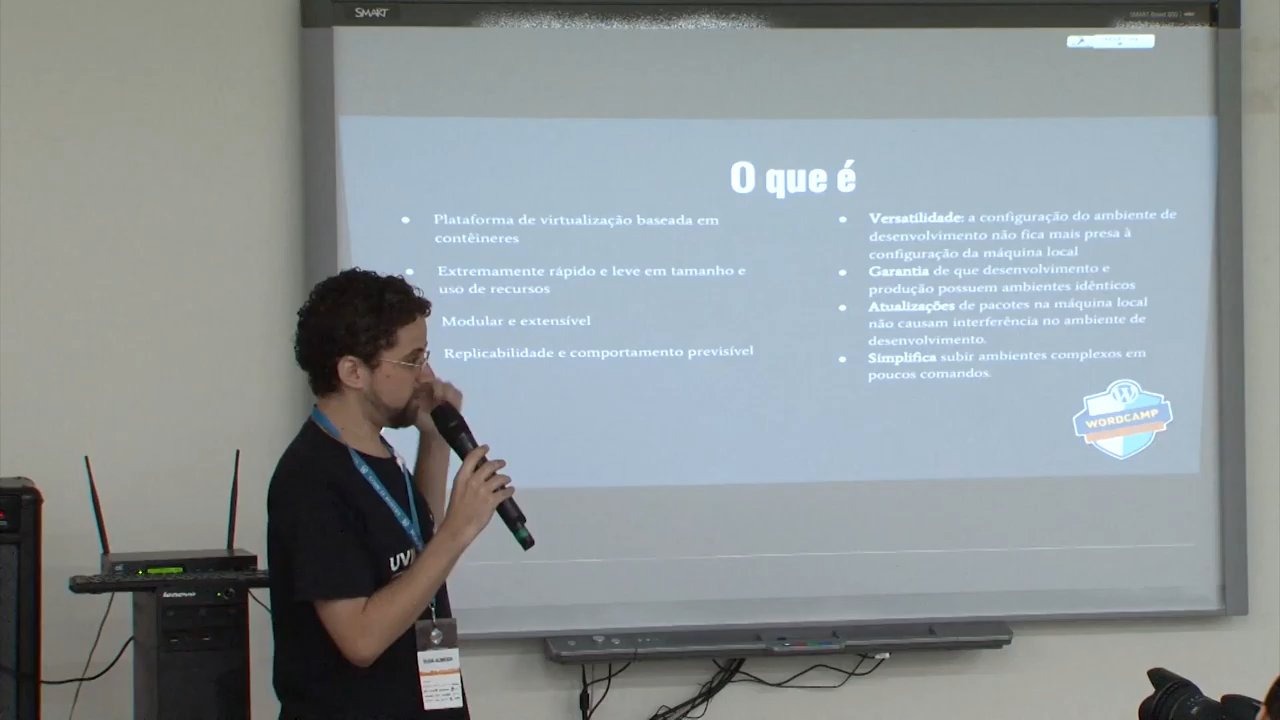 SMART
O que é
Plataforma de virtualização baseada em
contêineres
Extremamente rápido e leve em tamanho e
uso de recursos
Modular e extensível
Replicabilidade e comportamento previsível
Versatilidade: a configuração do ambiente de
desenvolvimento não fica mais presa à
configuração da máquina local
Garantia de que desenvolvimento e
produção possuem ambientes idênticos
Atualizações de pacotes na máquina local
não causam interferência no ambiente de
desenvolvimento.
Simplifica subir ambientes complexos em
poucos comandos.
WORDCAMP
lenovo